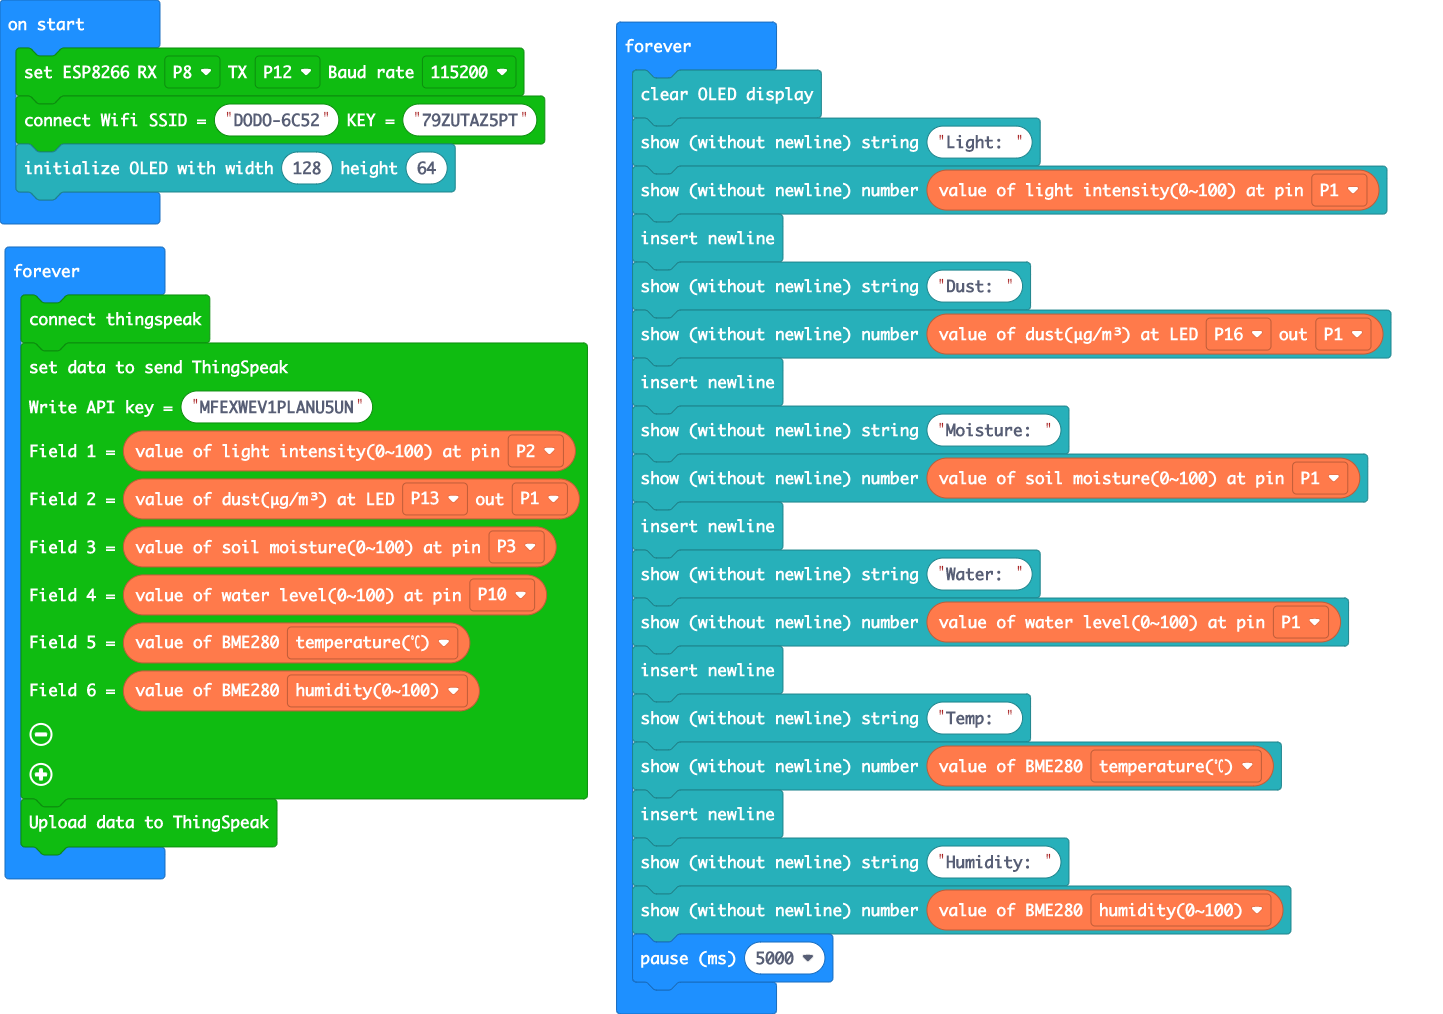 on start
set ESP8266 RX P8 TX P12 Baud rate 115200
connect Wifi SSID = "DODO-6C52" KEY = "79ZUTAZ5PT"
initialize OLED with width 128 height 64
forever
connect thingspeak
set data to send ThingSpeak
Write API key = "MFEXWEV1PLANU5UN"
Field 1 = value of light intensity(0~100) at pin P2
Field 2 = value of dust(μg/m³) at LED P13 out P1
Field 3 = value of soil moisture(0~100) at pin P3
Field 4 = value of water level(0~100) at pin P10
Field 5 = value of BME280 temperature(℃)
Field 6 = value of BME280 humidity(0~100)
Upload data to ThingSpeak
forever
clear OLED display
show (without newline) string "Light: "
show (without newline) number value of light intensity(0~100) at pin P1
insert newline
show (without newline) string "Dust: "
show (without newline) number value of dust(μg/m³) at LED P16 out P1
insert newline
show (without newline) string "Moisture: "
show (without newline) number value of soil moisture(0~100) at pin P1
insert newline
show (without newline) string "Water: "
show (without newline) number value of water level(0~100) at pin P1
insert newline
show (without newline) string "Temp: "
show (without newline) number value of BME280 temperature(℃)
insert newline
show (without newline) string "Humidity: "
show (without newline) number value of BME280 humidity(0~100)
pause (ms) 5000